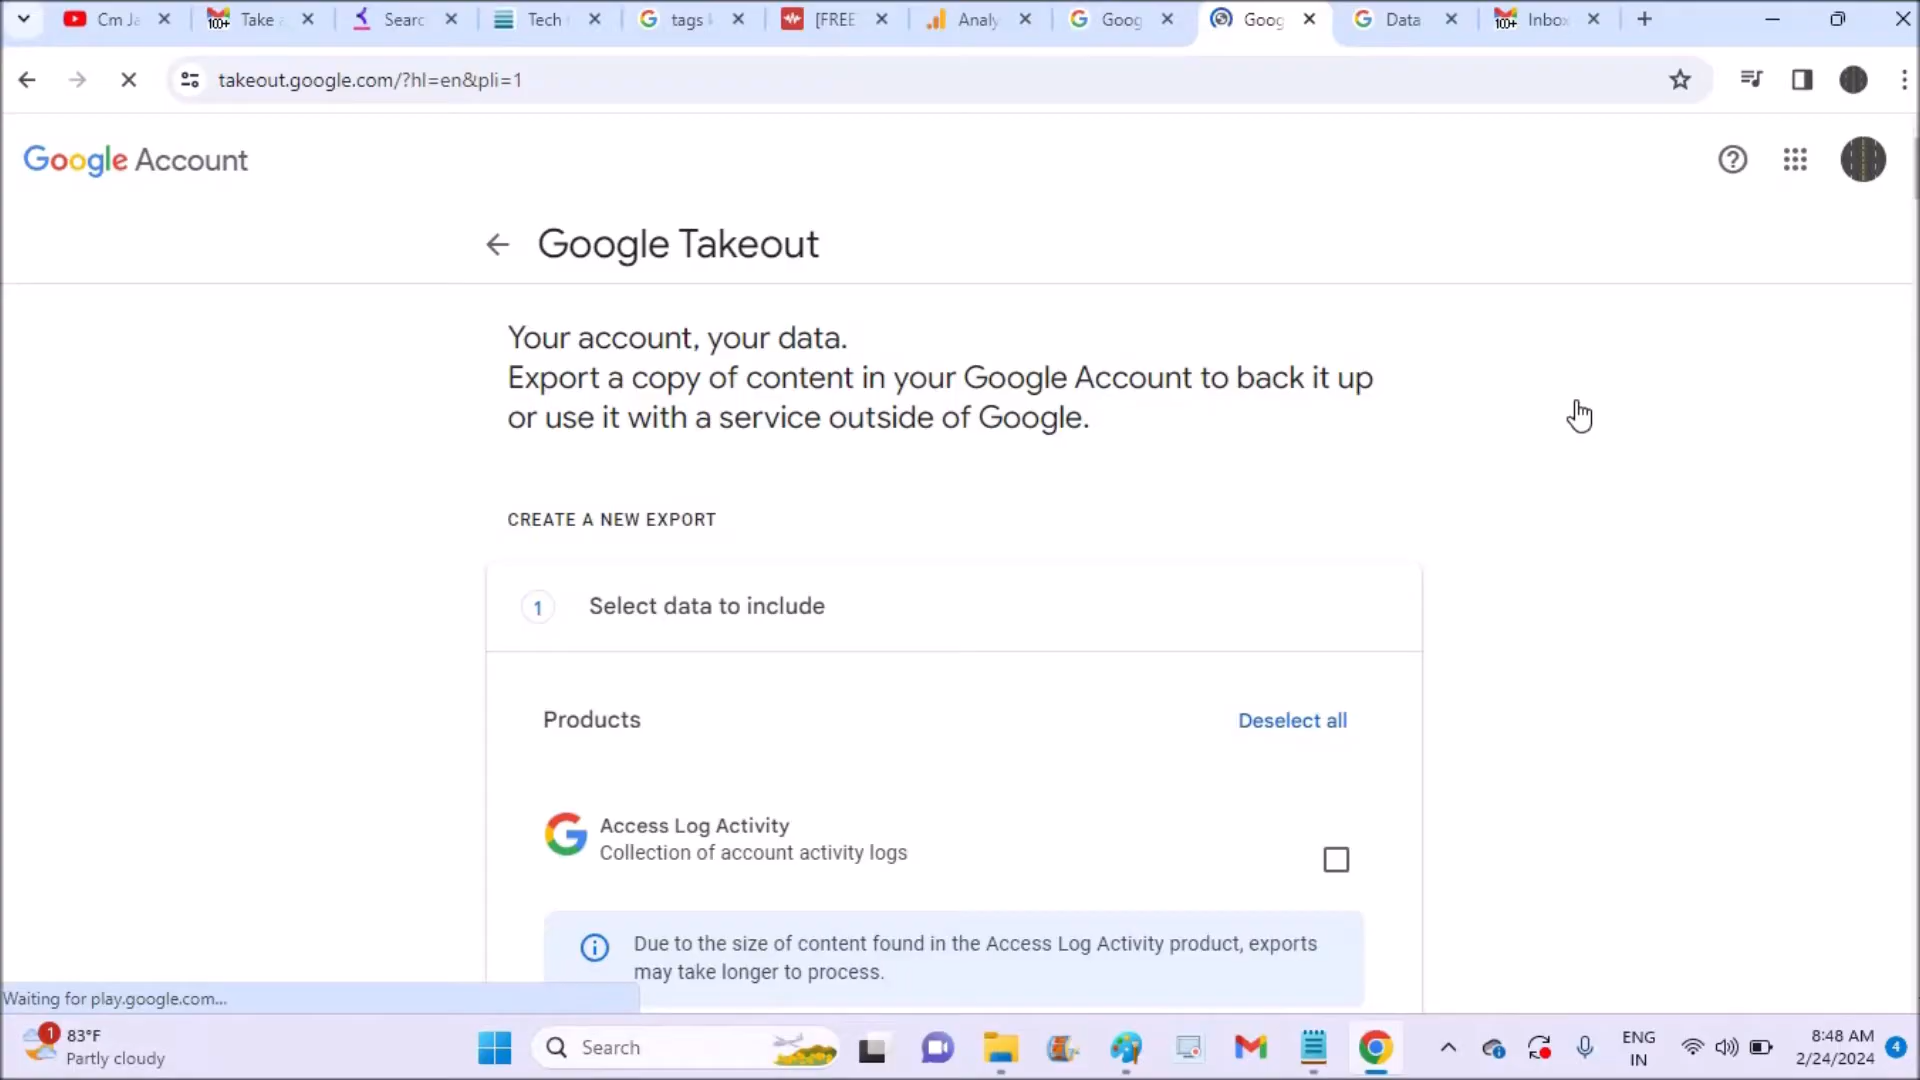 Cm Ja
100+ Take a
Searc
Tech
tags
[FREE
Analy
Goog
Goog
Data
100+ Inbox
takeout.google.com/?hl=en&pli=1
Google Account
Google Takeout
Your account, your data.
Export a copy of content in your Google Account to back it up
or use it with a service outside of Google.
CREATE A NEW EXPORT
1 Select data to include
Products
Deselect all
Access Log Activity
Collection of account activity logs
Due to the size of content found in the Access Log Activity product, exports
may take longer to process.
Waiting for play.google.com...
1
83°F
Partly cloudy
Search
ENG
IN
8:48 AM
2/24/2024
4